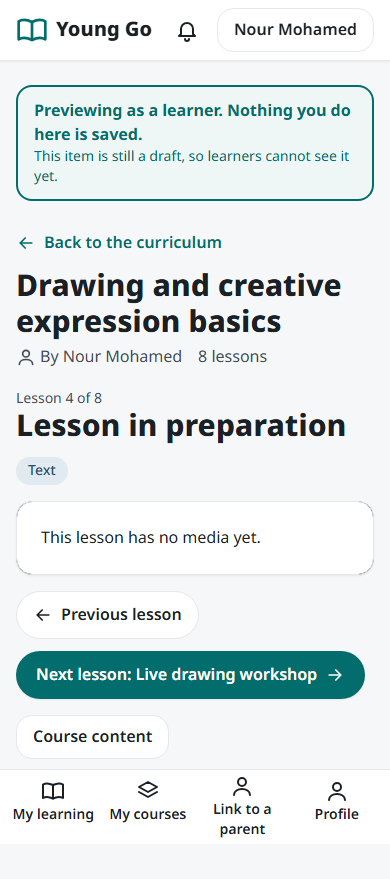 Young Go
Nour Mohamed
Previewing as a learner. Nothing you do
here is saved.
This item is still a draft, so learners cannot see it
yet.
Back to the curriculum
Drawing and creative
expression basics
By Nour Mohamed 8 lessons
Lesson 4 of 8
Lesson in preparation
Text
This lesson has no media yet.
Previous lesson
Next lesson: Live drawing workshop
Course content
My learning
My courses
Link to a
parent
Profile